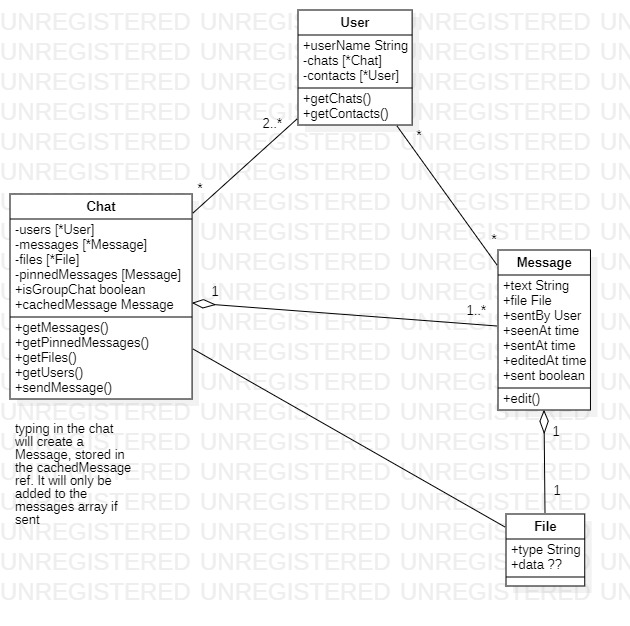 User
+userName String
-chats [*Chat]
-contacts [*User]
+getChats()
+getContacts()
2..*
*
*
*
Chat
-users [*User]
-messages [*Message]
-files [*File]
-pinnedMessages [Message]
+isGroupChat boolean
+cachedMessage Message
+getMessages()
+getPinnedMessages()
+getFiles()
+getUsers()
+sendMessage()
1
1..*
Message
+text String
+file File
+sentBy User
+seenAt time
+sentAt time
+editedAt time
+sent boolean
+edit()
1
1
File
+type String
+data ??
typing in the chat
will create a
Message, stored in
the cachedMessage
ref. It will only be
added to the
messages array if
sent
UNREGISTERED